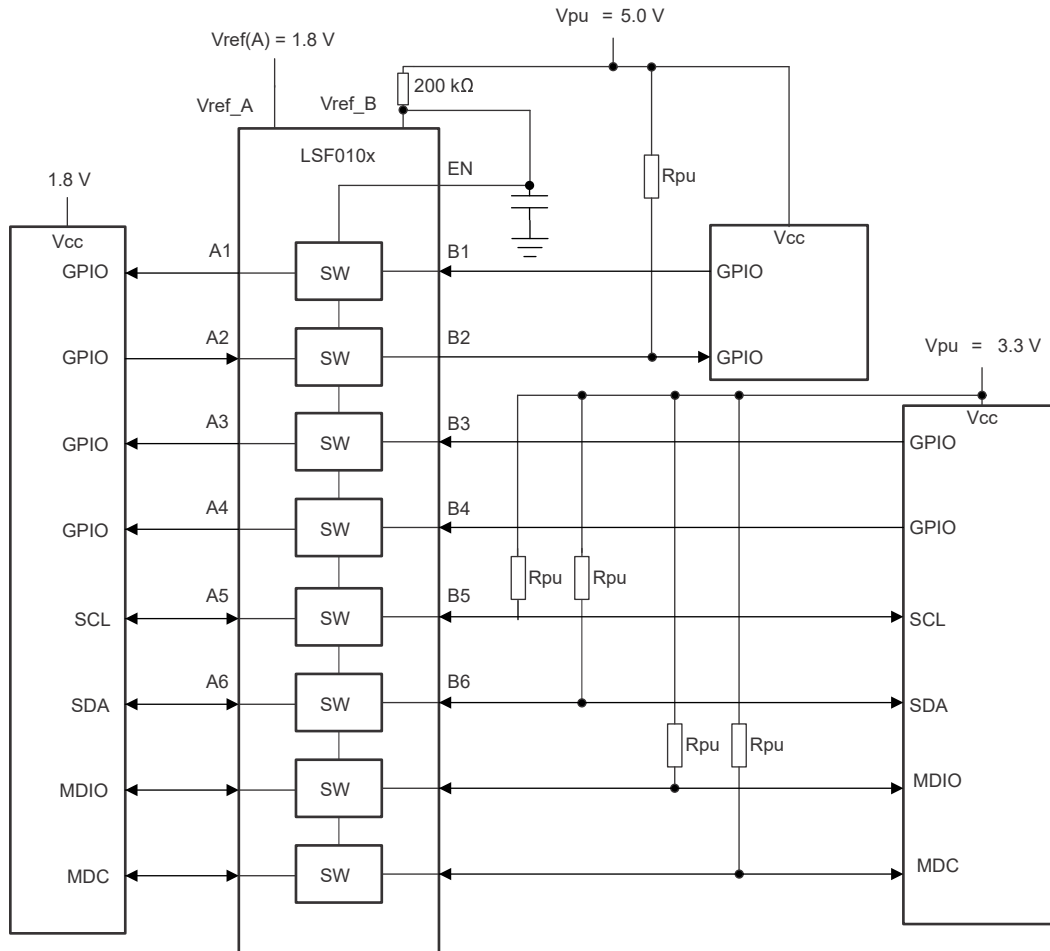 Vpu = 5.0 V
Vref(A) = 1.8 V
200 kΩ
Vref_A
Vref_B
LSF010x
EN
Rpu
1.8 V
Vcc
Vcc
GPIO
A1
SW
B1
GPIO
GPIO
A2
SW
B2
GPIO
Vpu = 3.3 V
Vcc
GPIO
A3
SW
B3
GPIO
GPIO
A4
SW
B4
GPIO
Rpu
Rpu
SCL
A5
SW
B5
SCL
SDA
A6
SW
B6
SDA
Rpu
Rpu
MDIO
SW
MDIO
MDC
SW
MDC